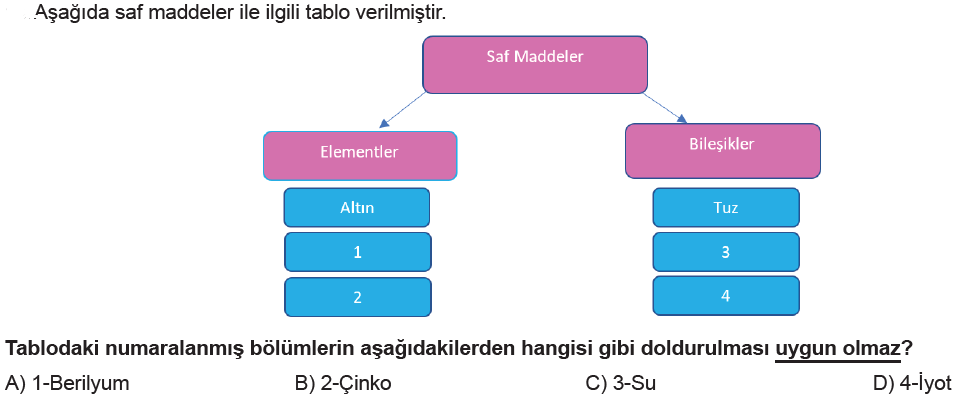 Aşağıda saf maddeler ile ilgili tablo verilmiştir.
Saf Maddeler
Elementler
Bileşikler
Altın
Tuz
1
3
2
4
Tablodaki numaralanmış bölümlerin aşağıdakilerden hangisi gibi doldurulması uygun olmaz?
A) 1-Berilyum B) 2-Çinko C) 3-Su D) 4-İyot